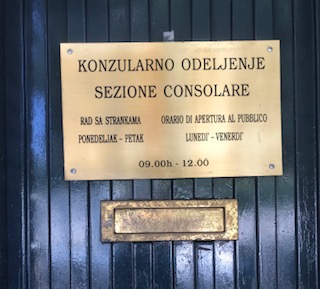 KONZULARNO ODELJENJE
SEZIONE CONSOLARE
RAD SA STRANKAMA ORARIO DI APERTURA AL PUBBLICO
PONEDELJAK - PETAK LUNEDI' - VENERDI'
09.00h - 12.00